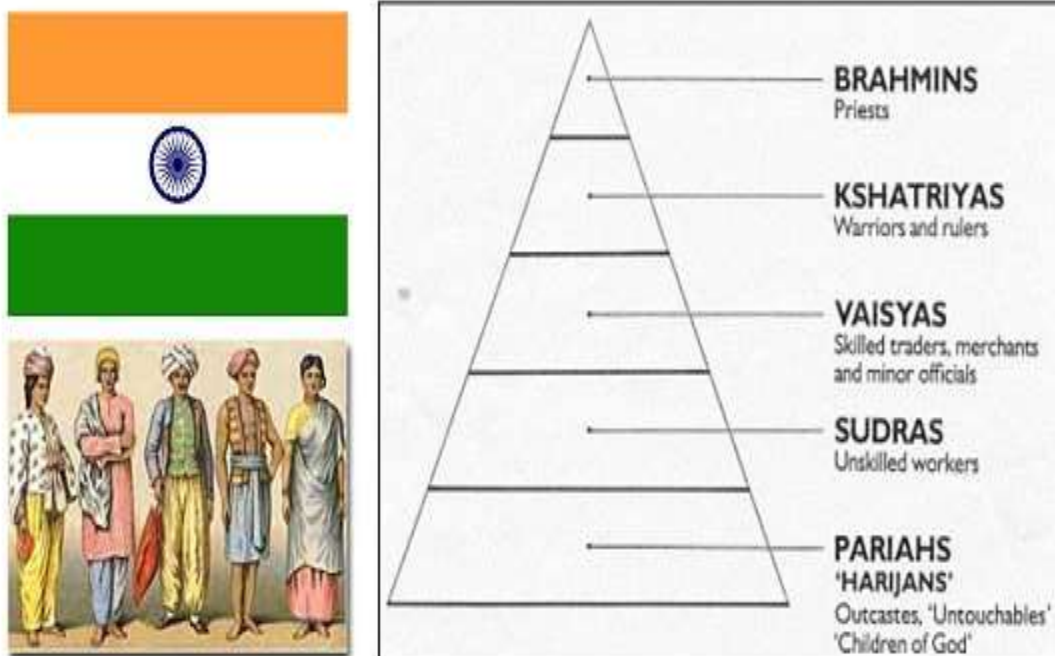 BRAHMINS
Priests
KSHATRIYAS
Warriors and rulers
VAISYAS
Skilled traders, merchants
and minor officials
SUDRAS
Unskilled workers
PARIAHS
'HARIJANS'
Outcastes, 'Untouchables'
'Children of God'